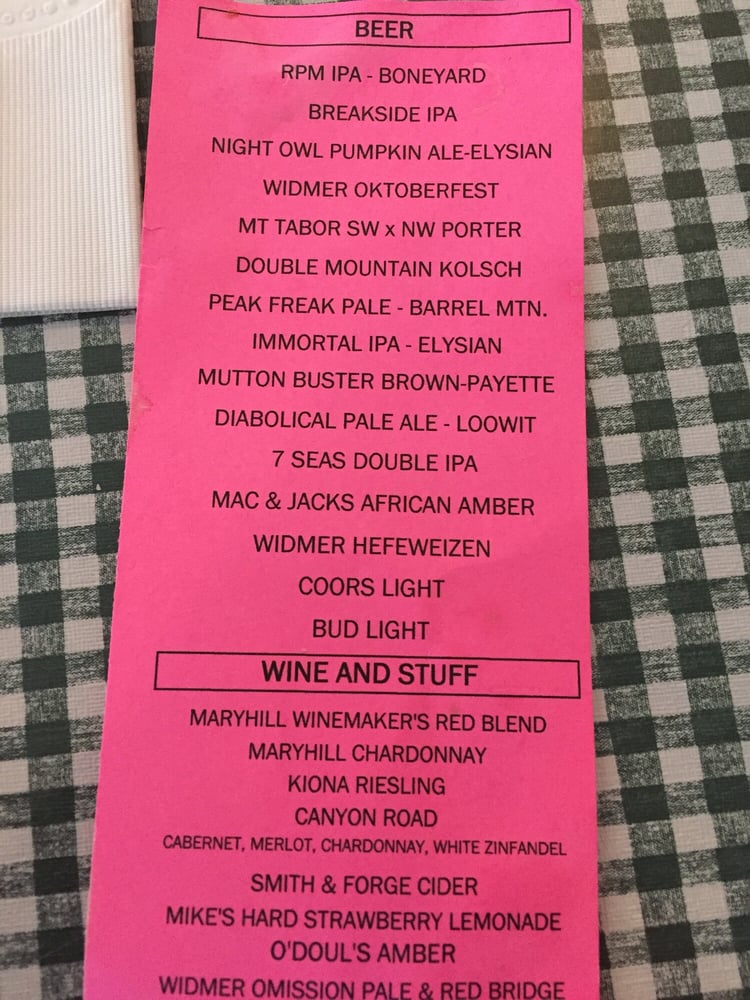 BEER
RPM IPA - BONEYARD
BREAKSIDE IPA
NIGHT OWL PUMPKIN ALE-ELYSIAN
WIDMER OKTOBERFEST
MT TABOR SW x NW PORTER
DOUBLE MOUNTAIN KOLSCH
PEAK FREAK PALE - BARREL MTN.
IMMORTAL IPA - ELYSIAN
MUTTON BUSTER BROWN-PAYETTE
DIABOLICAL PALE ALE - LOOWIT
7 SEAS DOUBLE IPA
MAC & JACKS AFRICAN AMBER
WIDMER HEFEWEIZEN
COORS LIGHT
BUD LIGHT
WINE AND STUFF
MARYHILL WINEMAKER'S RED BLEND
MARYHILL CHARDONNAY
KIONA RIESLING
CANYON ROAD
CABERNET, MERLOT, CHARDONNAY, WHITE ZINFANDEL
SMITH & FORGE CIDER
MIKE'S HARD STRAWBERRY LEMONADE
O'DOUL'S AMBER
WIDMER OMISSION PALE & RED BRIDGE